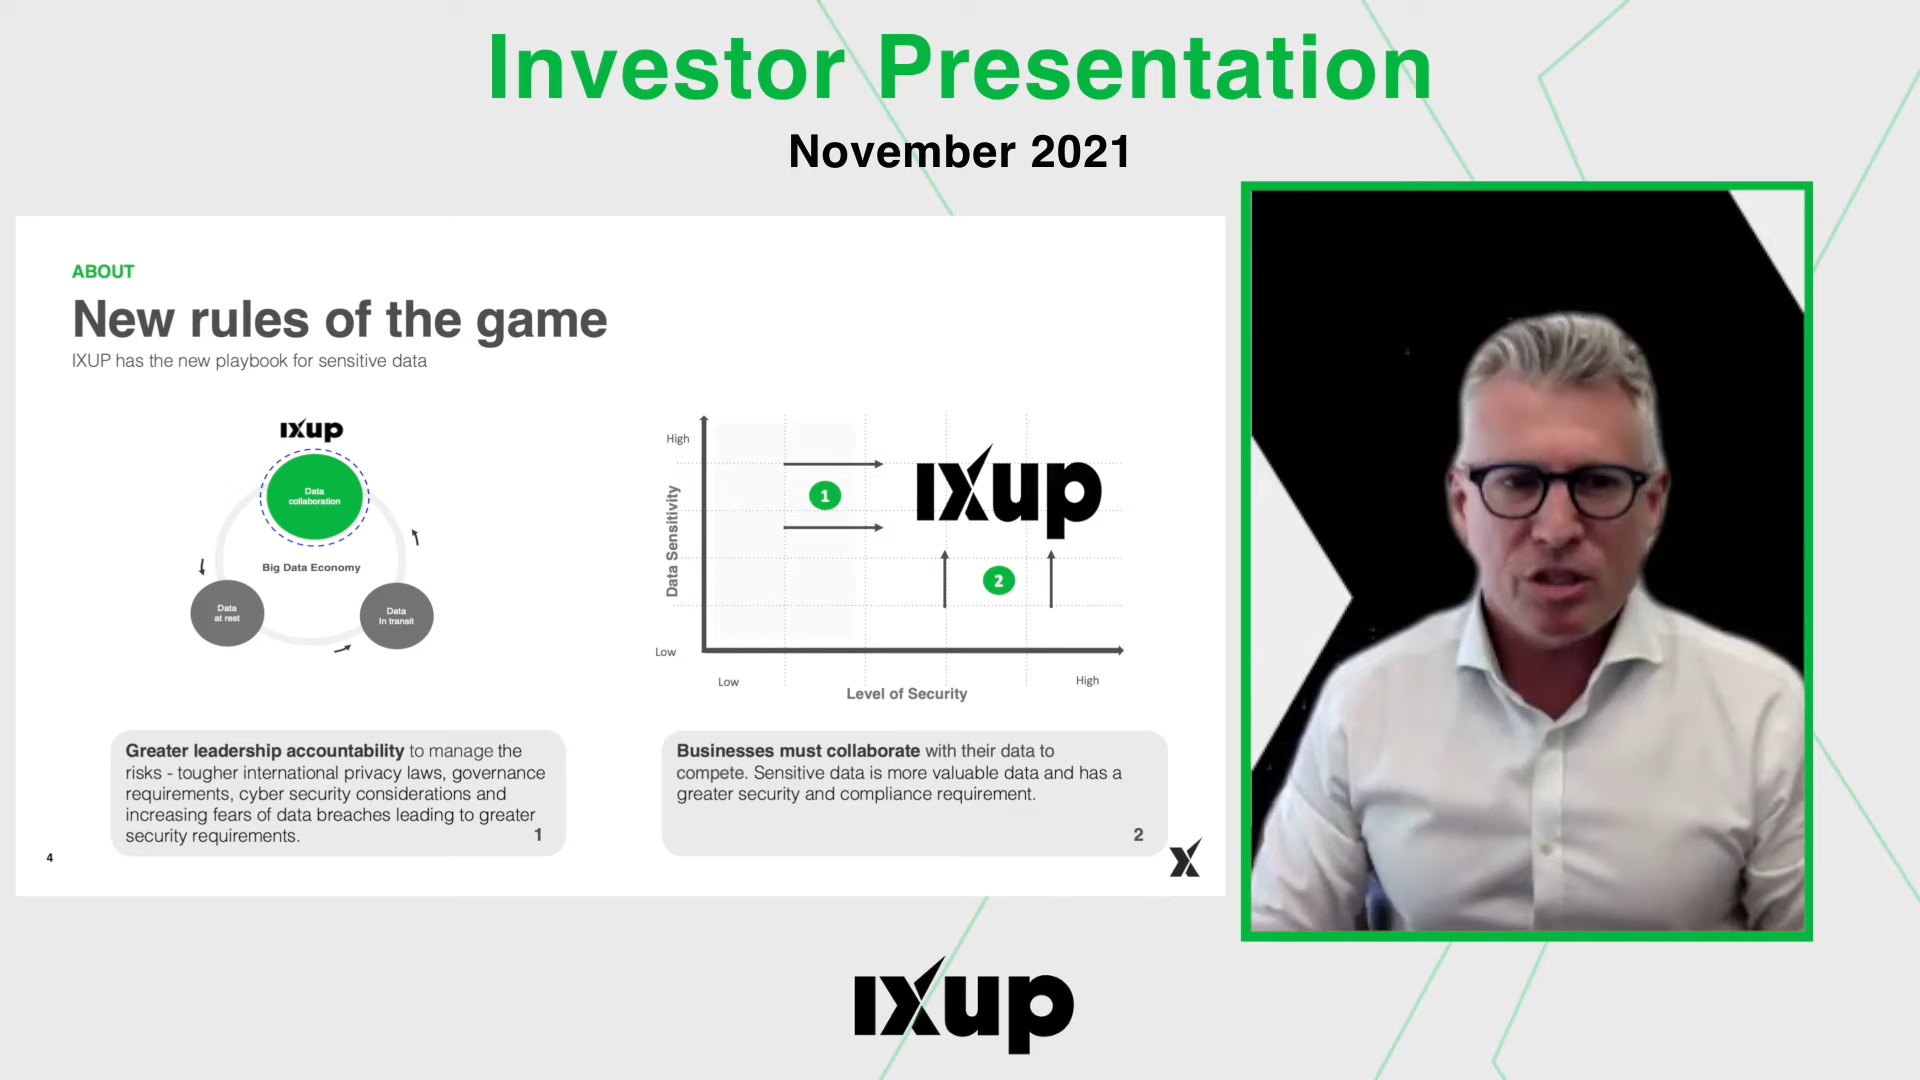 Investor Presentation
November 2021
ABOUT
New rules of the game
IXUP has the new playbook for sensitive data
ixup
Data
collaboration
Big Data Economy
Data
at rest
Data
In transit
High
Data Sensitivity
Low
1
ixup
2
Low
High
Level of Security
Greater leadership accountability to manage the
risks - tougher international privacy laws, governance
requirements, cyber security considerations and
increasing fears of data breaches leading to greater
security requirements.
1
Businesses must collaborate with their data to
compete. Sensitive data is more valuable data and has a
greater security and compliance requirement.
2
4
X
ixup